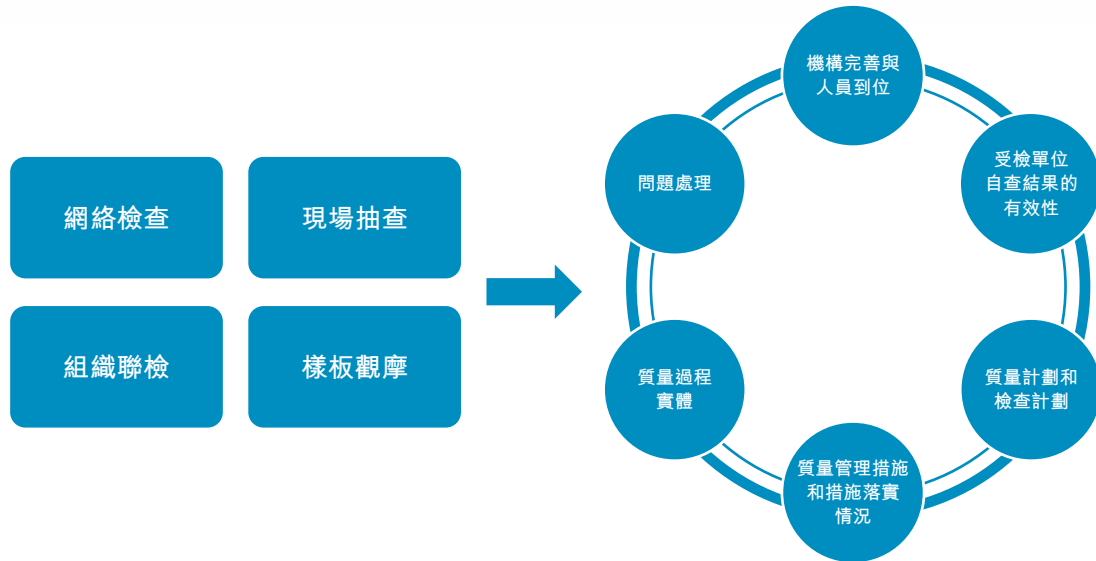 網絡檢查
現場抽查
組織聯檢
樣板觀摩
機構完善與
人員到位
受檢單位
自查結果的
有效性
質量計劃和
檢查計劃
質量管理措施
和措施落實
情況
質量過程
實體
問題處理